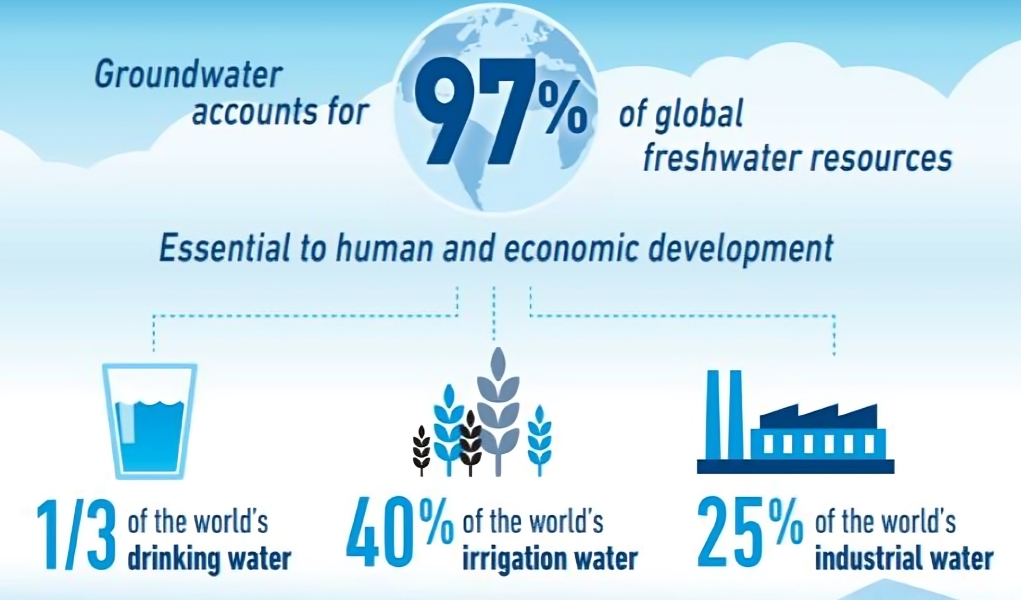 Groundwater
accounts for
97%
of global
freshwater resources
Essential to human and economic development
1/3 of the world's
drinking water
40% of the world's
irrigation water
25% of the world's
industrial water